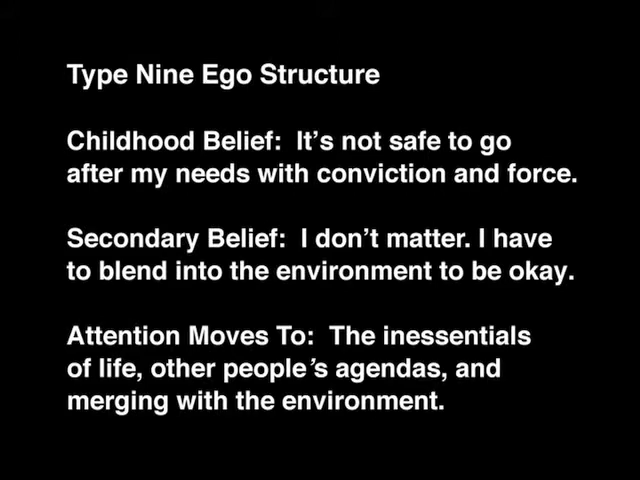 Type Nine Ego Structure
Childhood Belief:  It’s not safe to go
after my needs with conviction and force.
Secondary Belief:  I don’t matter. I have
to blend into the environment to be okay.
Attention Moves To:  The inessentials
of life, other people’s agendas, and
merging with the environment.